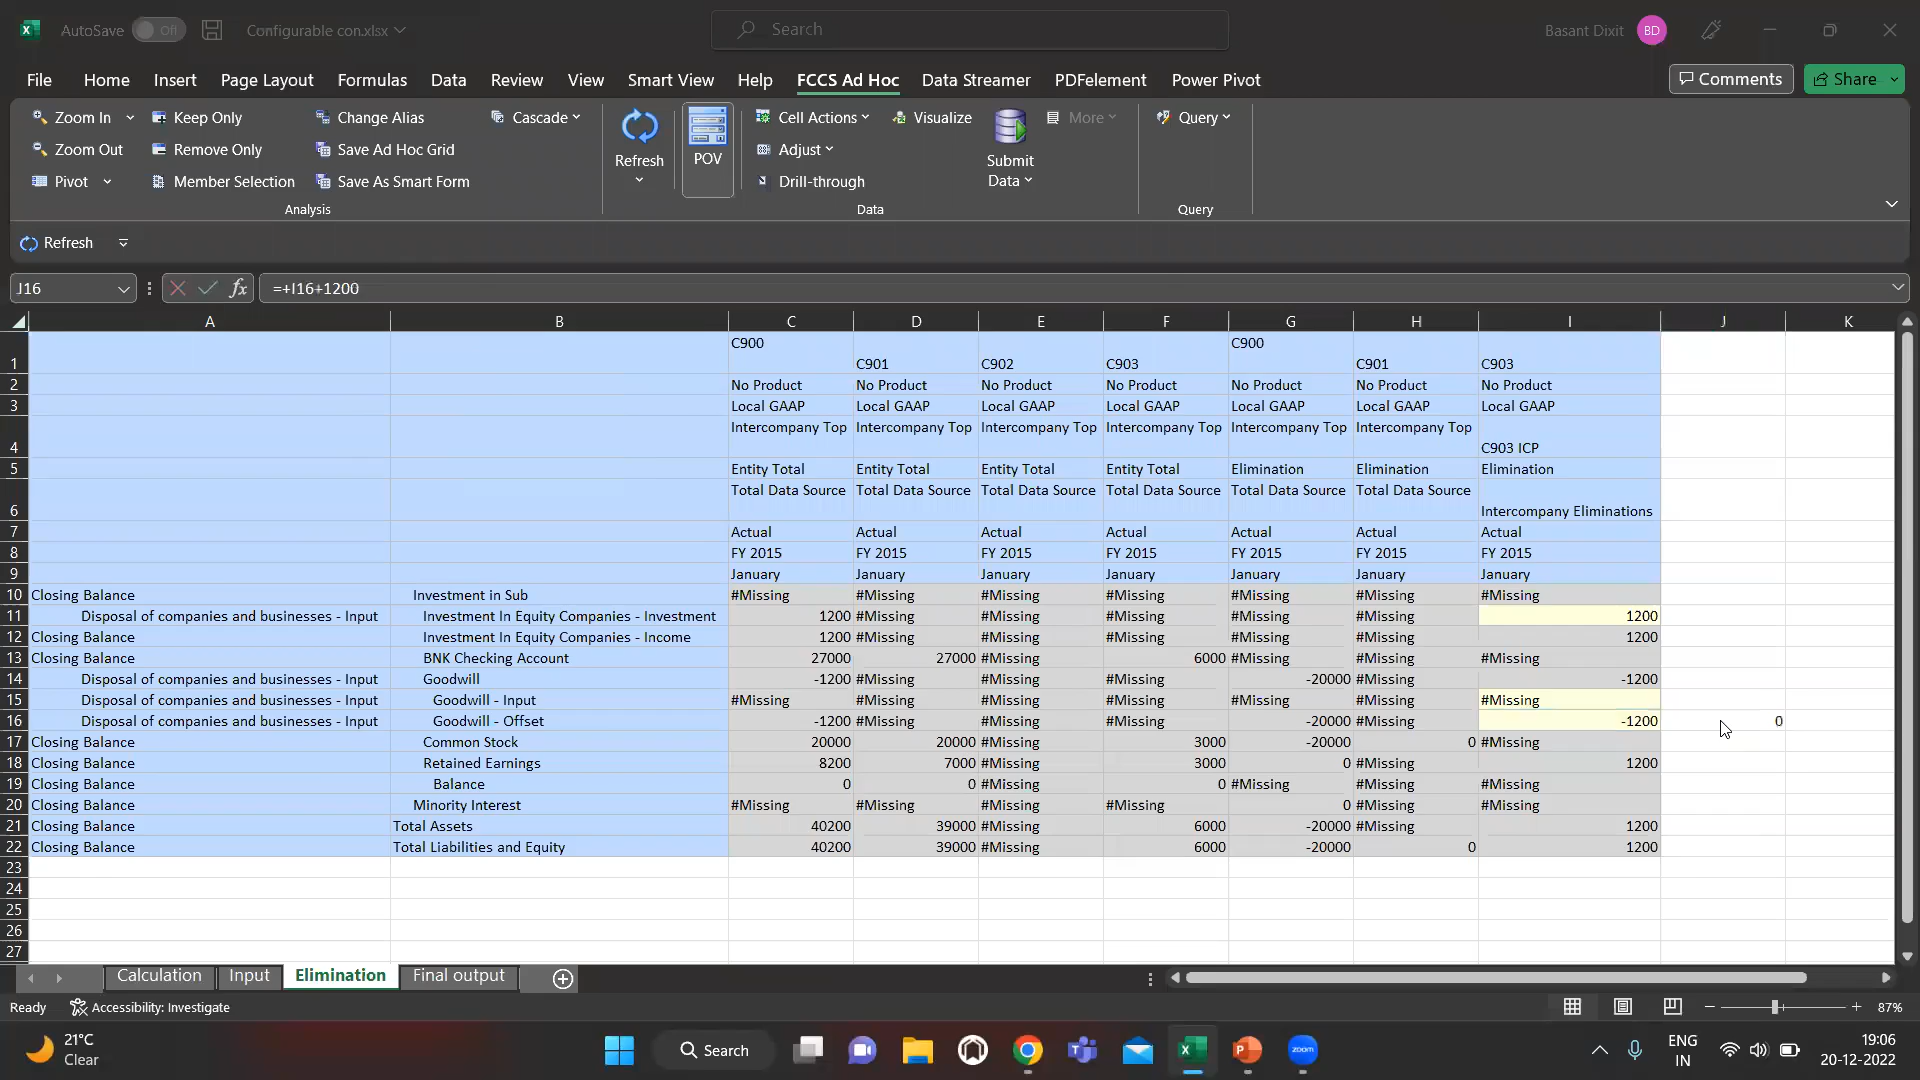 AutoSave Off Configurable con.xlsx Search Basant Dixit BD
File Home Insert Page Layout Formulas Data Review View Smart View Help FCCS Ad Hoc Data Streamer PDFelement Power Pivot Comments Share
Zoom In Keep Only Change Alias Cascade
Zoom Out Remove Only Save Ad Hoc Grid
Pivot Member Selection Save As Smart Form
Analysis
Refresh POV Cell Actions Visualize Submit Data More
Adjust
Drill-through
Data
Query
Query
Refresh
J16 fx =+I16+1200
A B C D E F G H I J K
1 C900 C901 C902 C903 C900 C901 C903
2 No Product No Product No Product No Product No Product No Product No Product
3 Local GAAP Local GAAP Local GAAP Local GAAP Local GAAP Local GAAP Local GAAP
4 Intercompany Top Intercompany Top Intercompany Top Intercompany Top Intercompany Top Intercompany Top C903 ICP
5 Entity Total Entity Total Entity Total Entity Total Elimination Elimination Elimination
6 Total Data Source Total Data Source Total Data Source Total Data Source Total Data Source Total Data Source Intercompany Eliminations
7 Actual Actual Actual Actual Actual Actual Actual
8 FY 2015 FY 2015 FY 2015 FY 2015 FY 2015 FY 2015 FY 2015
9 January January January January January January January
10 Closing Balance Investment in Sub #Missing #Missing #Missing #Missing #Missing #Missing #Missing
11 Disposal of companies and businesses - Input Investment In Equity Companies - Investment 1200 #Missing #Missing #Missing #Missing #Missing 1200
12 Closing Balance Investment In Equity Companies - Income 1200 #Missing #Missing #Missing #Missing #Missing 1200
13 Closing Balance BNK Checking Account 27000 27000 #Missing 6000 #Missing #Missing #Missing
14 Disposal of companies and businesses - Input Goodwill -1200 #Missing #Missing #Missing -20000 #Missing -1200
15 Disposal of companies and businesses - Input Goodwill - Input #Missing #Missing #Missing #Missing #Missing #Missing #Missing
16 Disposal of companies and businesses - Input Goodwill - Offset -1200 #Missing #Missing #Missing -20000 #Missing -1200 0
17 Closing Balance Common Stock 20000 20000 #Missing 3000 -20000 0 #Missing
18 Closing Balance Retained Earnings 8200 7000 #Missing 3000 0 #Missing 1200
19 Closing Balance Balance 0 0 #Missing 0 #Missing #Missing #Missing
20 Closing Balance Minority Interest #Missing #Missing #Missing #Missing 0 #Missing #Missing
21 Closing Balance Total Assets 40200 39000 #Missing 6000 -20000 #Missing 1200
22 Closing Balance Total Liabilities and Equity 40200 39000 #Missing 6000 -20000 0 1200
23
24
25
26
27
Calculation Input Elimination Final output
Ready Accessibility: Investigate 87%
21°C
Clear
Search
zoom
ENG
IN
19:06
20-12-2022